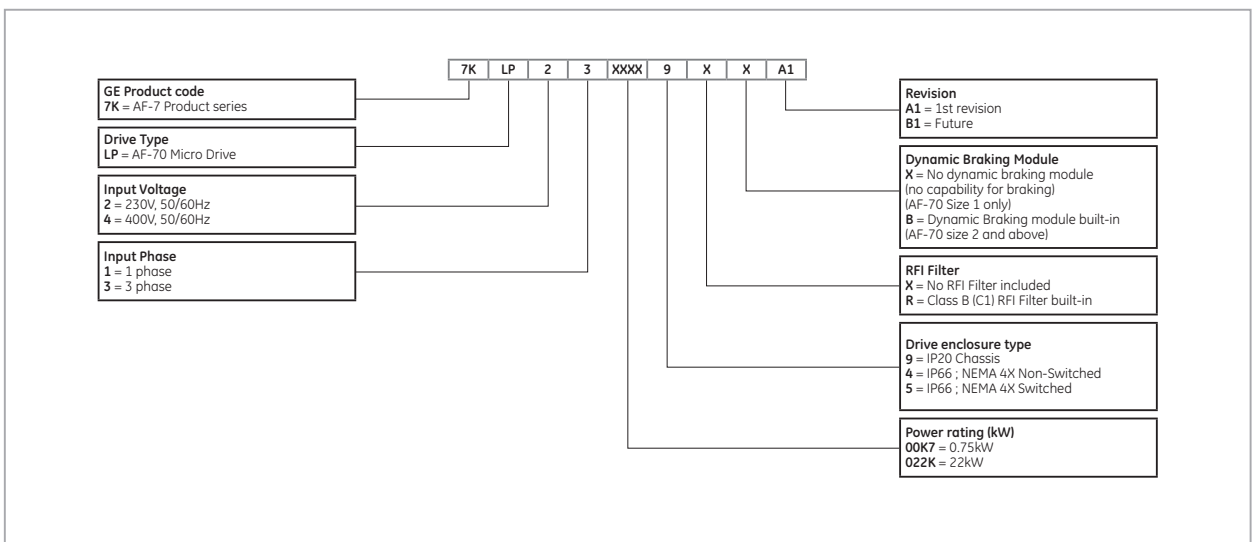 7K LP 2 3 XXXX 9 X X A1
GE Product code
7K = AF-7 Product series
Drive Type
LP = AF-70 Micro Drive
Input Voltage
2 = 230V, 50/60Hz
4 = 400V, 50/60Hz
Input Phase
1 = 1 phase
3 = 3 phase
Revision
A1 = 1st revision
B1 = Future
Dynamic Braking Module
X = No dynamic braking module
(no capability for braking)
(AF-70 Size 1 only)
B = Dynamic Braking module built-in
(AF-70 size 2 and above)
RFI Filter
X = No RFI Filter included
R = Class B (C1) RFI Filter built-in
Drive enclosure type
9 = IP20 Chassis
4 = IP66 ; NEMA 4X Non-Switched
5 = IP66 ; NEMA 4X Switched
Power rating (kW)
00K7 = 0.75kW
022K = 22kW